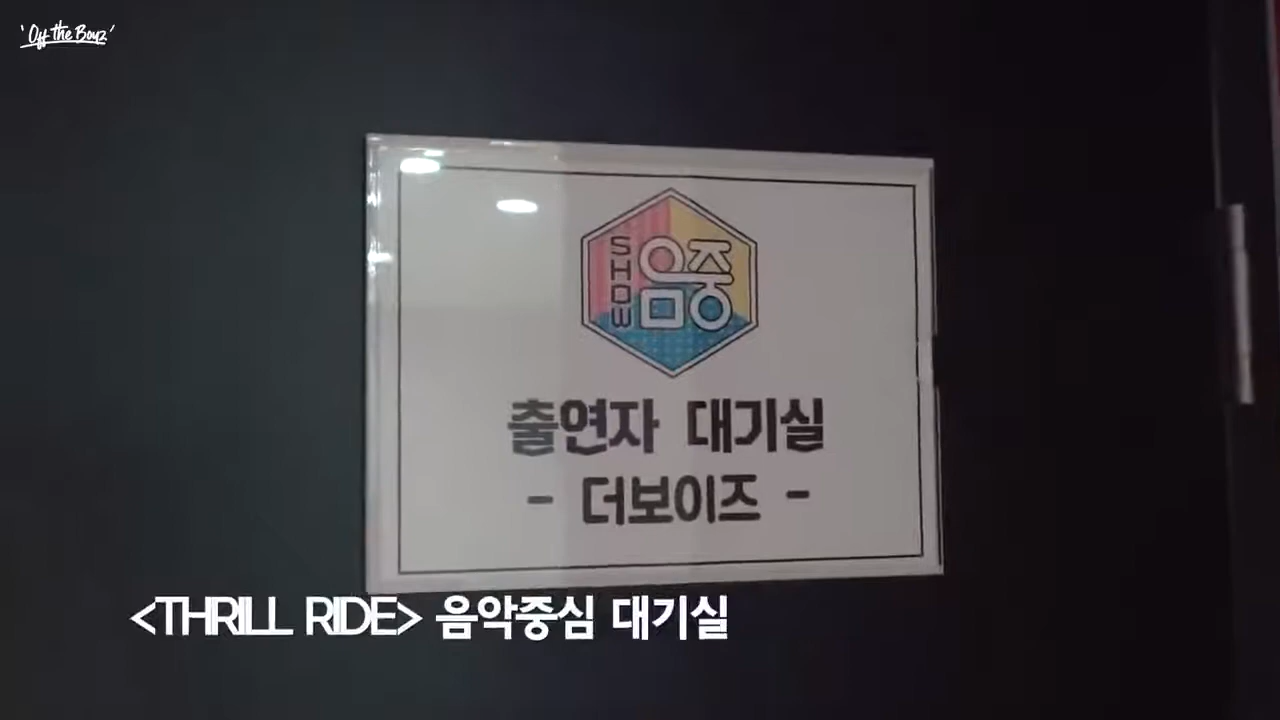 'Off the Boyz'
SHOW
음중
출연자 대기실
- 더보이즈 -
<THRILL RIDE> 음악중심 대기실